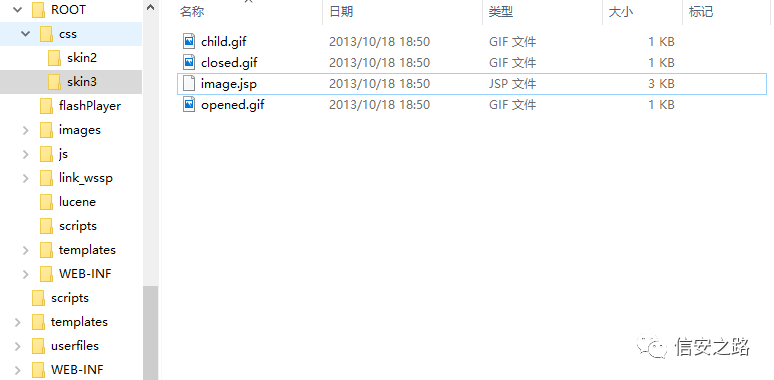 ROOT
css
skin2
skin3
flashPlayer
images
js
link_wssp
lucene
scripts
templates
WEB-INF
scripts
templates
userfiles
WEB-INF
名称 日期 类型 大小 标记
child.gif 2013/10/18 18:50 GIF 文件 1 KB
closed.gif 2013/10/18 18:50 GIF 文件 1 KB
image.jsp 2013/10/18 18:50 JSP 文件 3 KB
opened.gif 2013/10/18 18:50 GIF 文件 1 KB
信安之路